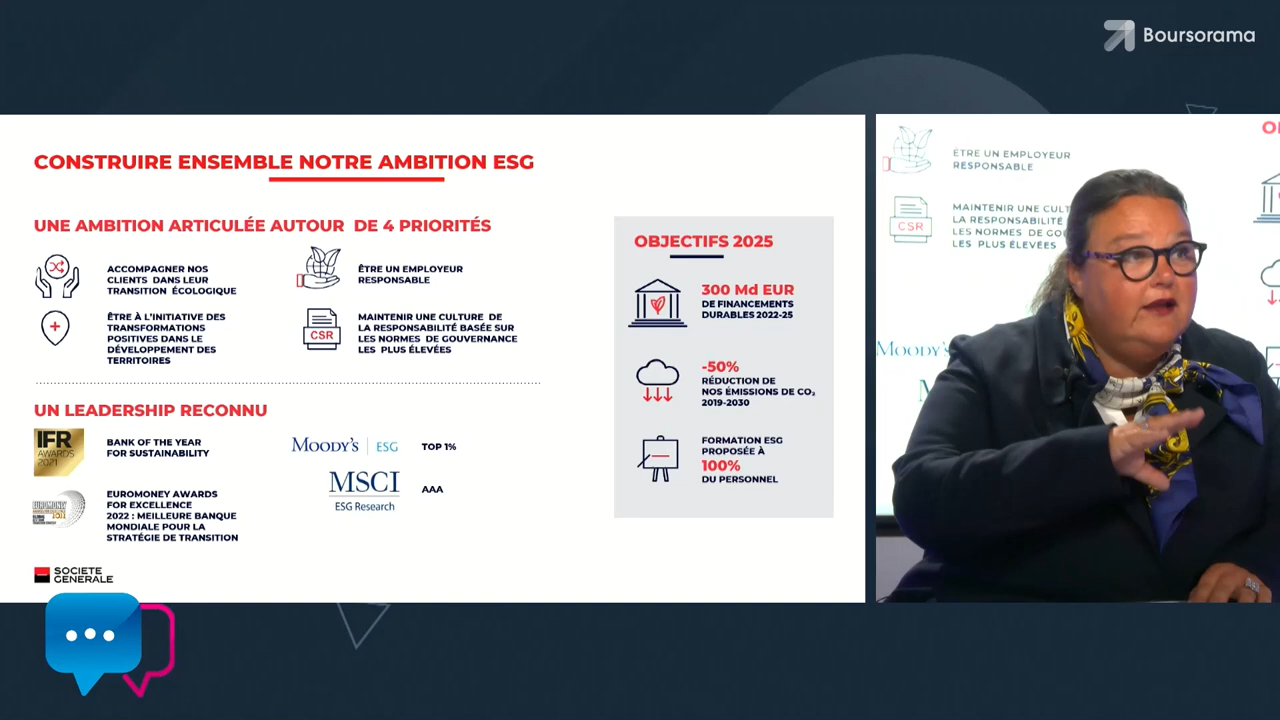 Boursorama
CONSTRUIRE ENSEMBLE NOTRE AMBITION ESG
UNE AMBITION ARTICULÉE AUTOUR DE 4 PRIORITÉS
ACCOMPAGNER NOS
CLIENTS DANS LEUR
TRANSITION ÉCOLOGIQUE
ÊTRE UN EMPLOYEUR
RESPONSABLE
ÊTRE À L'INITIATIVE DES
TRANSFORMATIONS
POSITIVES DANS LE
DÉVELOPPEMENT DES
TERRITOIRES
CSR
MAINTENIR UNE CULTURE DE
LA RESPONSABILITÉ BASÉE SUR
LES NORMES DE GOUVERNANCE
LES PLUS ÉLEVÉES
UN LEADERSHIP RECONNU
IFR
AWARDS
2021
BANK OF THE YEAR
FOR SUSTAINABILITY
MOODY'S ESG
TOP 1%
MSCI
ESG Research
AAA
EUROMONEY
EUROMONEY AWARDS
FOR EXCELLENCE
2022 : MEILLEURE BANQUE
MONDIALE POUR LA
STRATÉGIE DE TRANSITION
SOCIETE
GENERALE
OBJECTIFS 2025
300 Md EUR
DE FINANCEMENTS
DURABLES 2022-25
-50%
RÉDUCTION DE
NOS ÉMISSIONS DE CO₂
2019-2030
FORMATION ESG
PROPOSÉE À
100%
DU PERSONNEL
ÊTRE UN EMPLOYEUR
RESPONSABLE
CSR
MAINTENIR UNE CULT
LA RESPONSABILITÉ
LES NORMES DE GO
LES PLUS ÉLEVÉES
MOODY'S
M